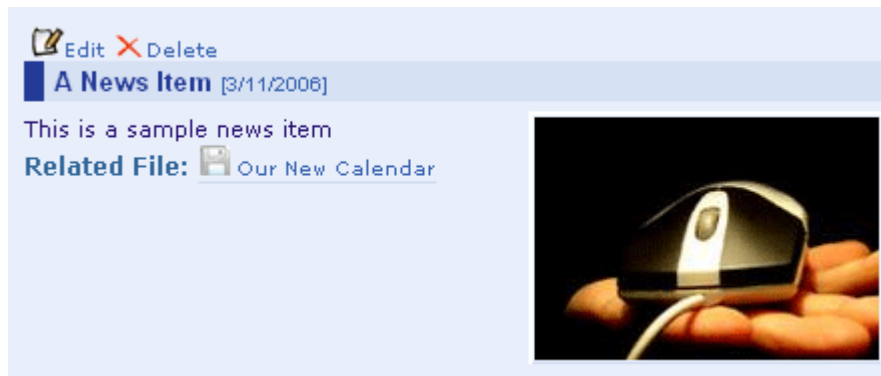 Edit Delete
A News Item [3/11/2006]
This is a sample news item
Related File: Our New Calendar